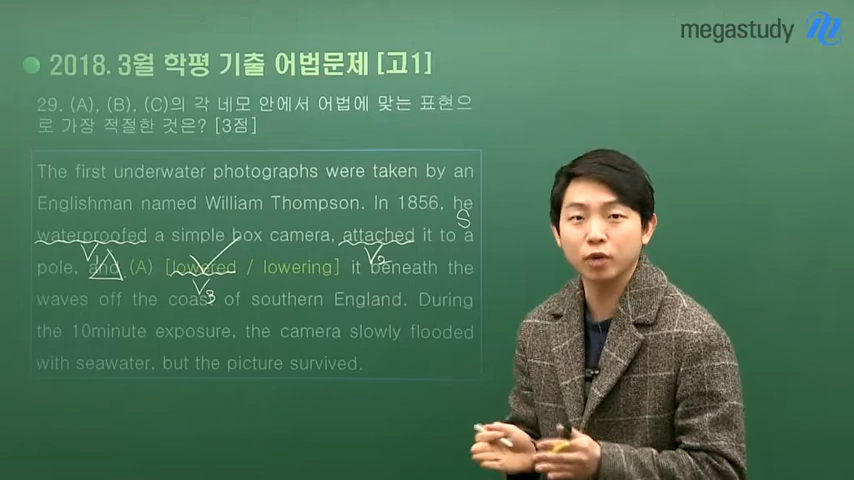 megastudy
2018. 3월 학평 기출 어법문제 [고1]
29. (A), (B), (C)의 각 네모 안에서 어법에 맞는 표현으
로 가장 적절한 것은? [3점]
The first underwater photographs were taken by an
Englishman named William Thompson. In 1856, he
S
waterproofed a simple box camera, attached it to a
V1 V2
pole, and (A) [lowered / lowering] it beneath the
V3
waves off the coast of southern England. During
the 10minute exposure, the camera slowly flooded
with seawater, but the picture survived.